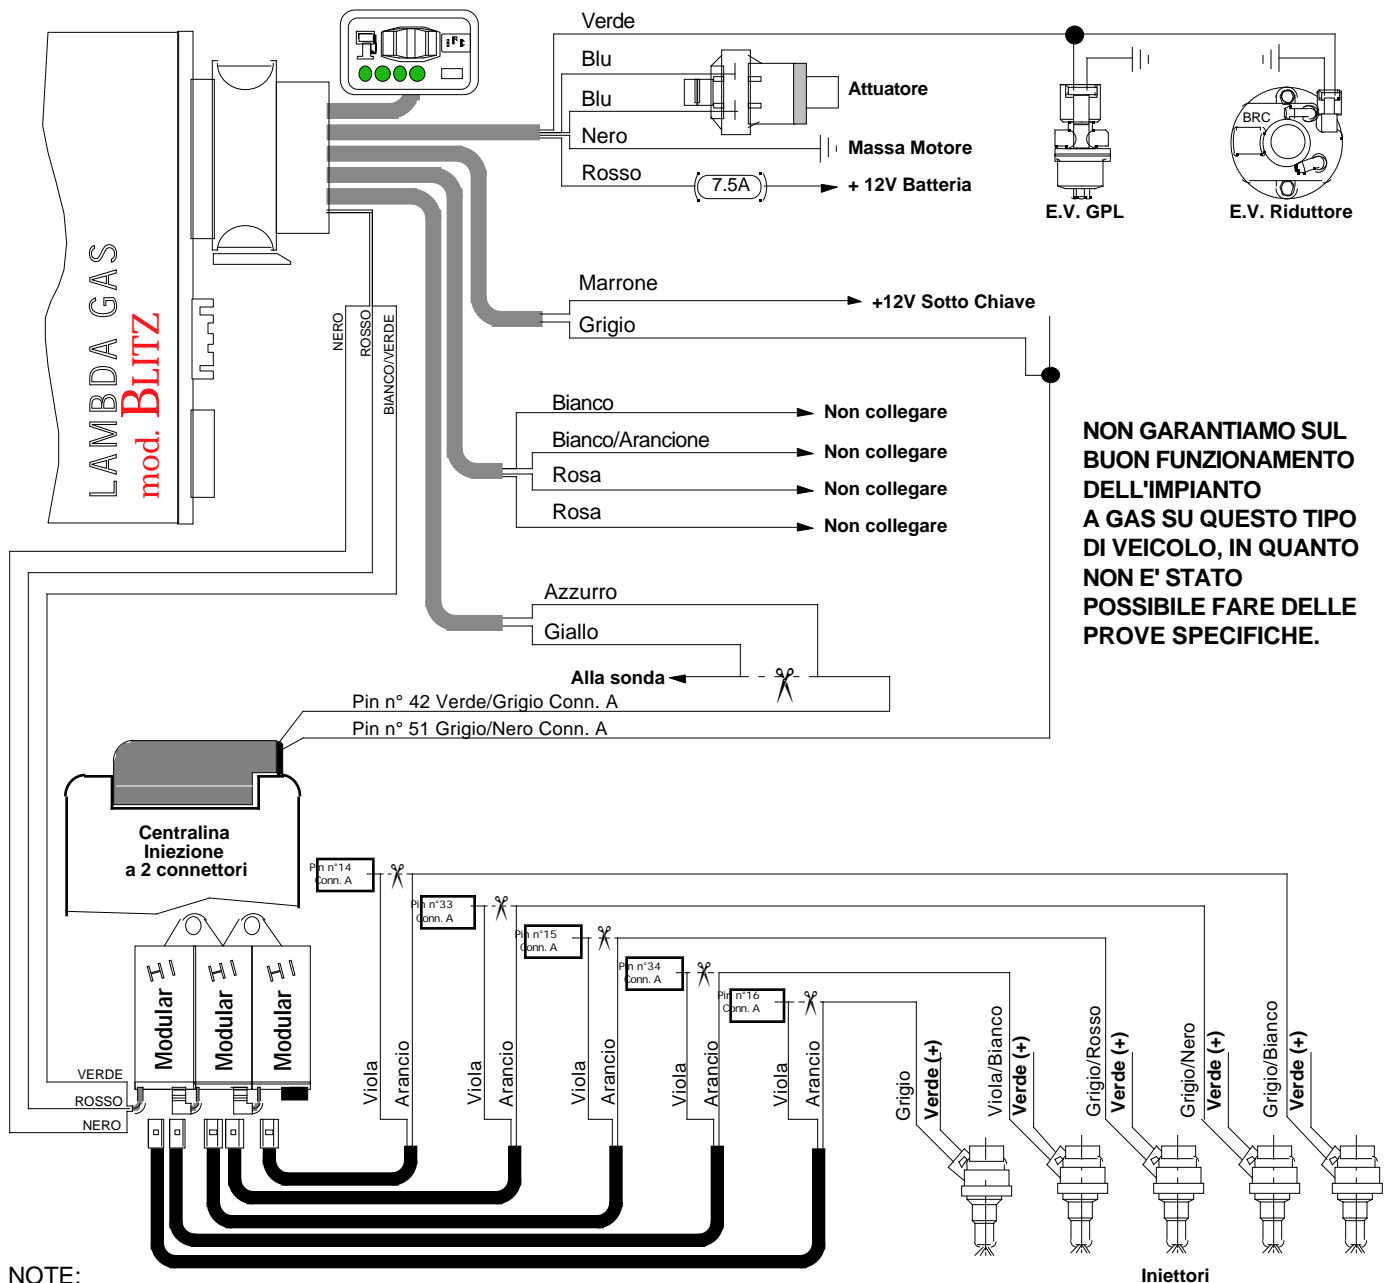 Verde
Blu
Attuatore
Blu
Nero
Massa Motore
Rosso
7.5A
+ 12V Batteria
BRC
E.V. GPL
E.V. Riduttore
LAMBDA GAS
mod. BLITZ
NERO
ROSSO
BIANCO/VERDE
Marrone
+12V Sotto Chiave
Grigio
Bianco
Non collegare
Bianco/Arancione
Non collegare
Rosa
Non collegare
Rosa
Non collegare
NON GARANTIAMO SUL
BUON FUNZIONAMENTO
DELL'IMPIANTO
A GAS SU QUESTO TIPO
DI VEICOLO, IN QUANTO
NON E' STATO
POSSIBILE FARE DELLE
PROVE SPECIFICHE.
Azzurro
Giallo
Alla sonda
Pin n° 42 Verde/Grigio Conn. A
Pin n° 51 Grigio/Nero Conn. A
Centralina
Iniezione
a 2 connettori
Pin n°14
Conn. A
Pin n°33
Conn. A
Pin n°15
Conn. A
Pin n°34
Conn. A
Pin n°16
Conn. A
Modular HI
Modular HI
Modular HI
VERDE
ROSSO
NERO
Viola
Arancio
Viola
Arancio
Viola
Arancio
Viola
Arancio
Viola
Arancio
Grigio
Verde (+)
Viola/Bianco
Verde (+)
Grigio/Rosso
Verde (+)
Grigio/Nero
Verde (+)
Grigio/Bianco
Verde (+)
Iniettori
NOTE: